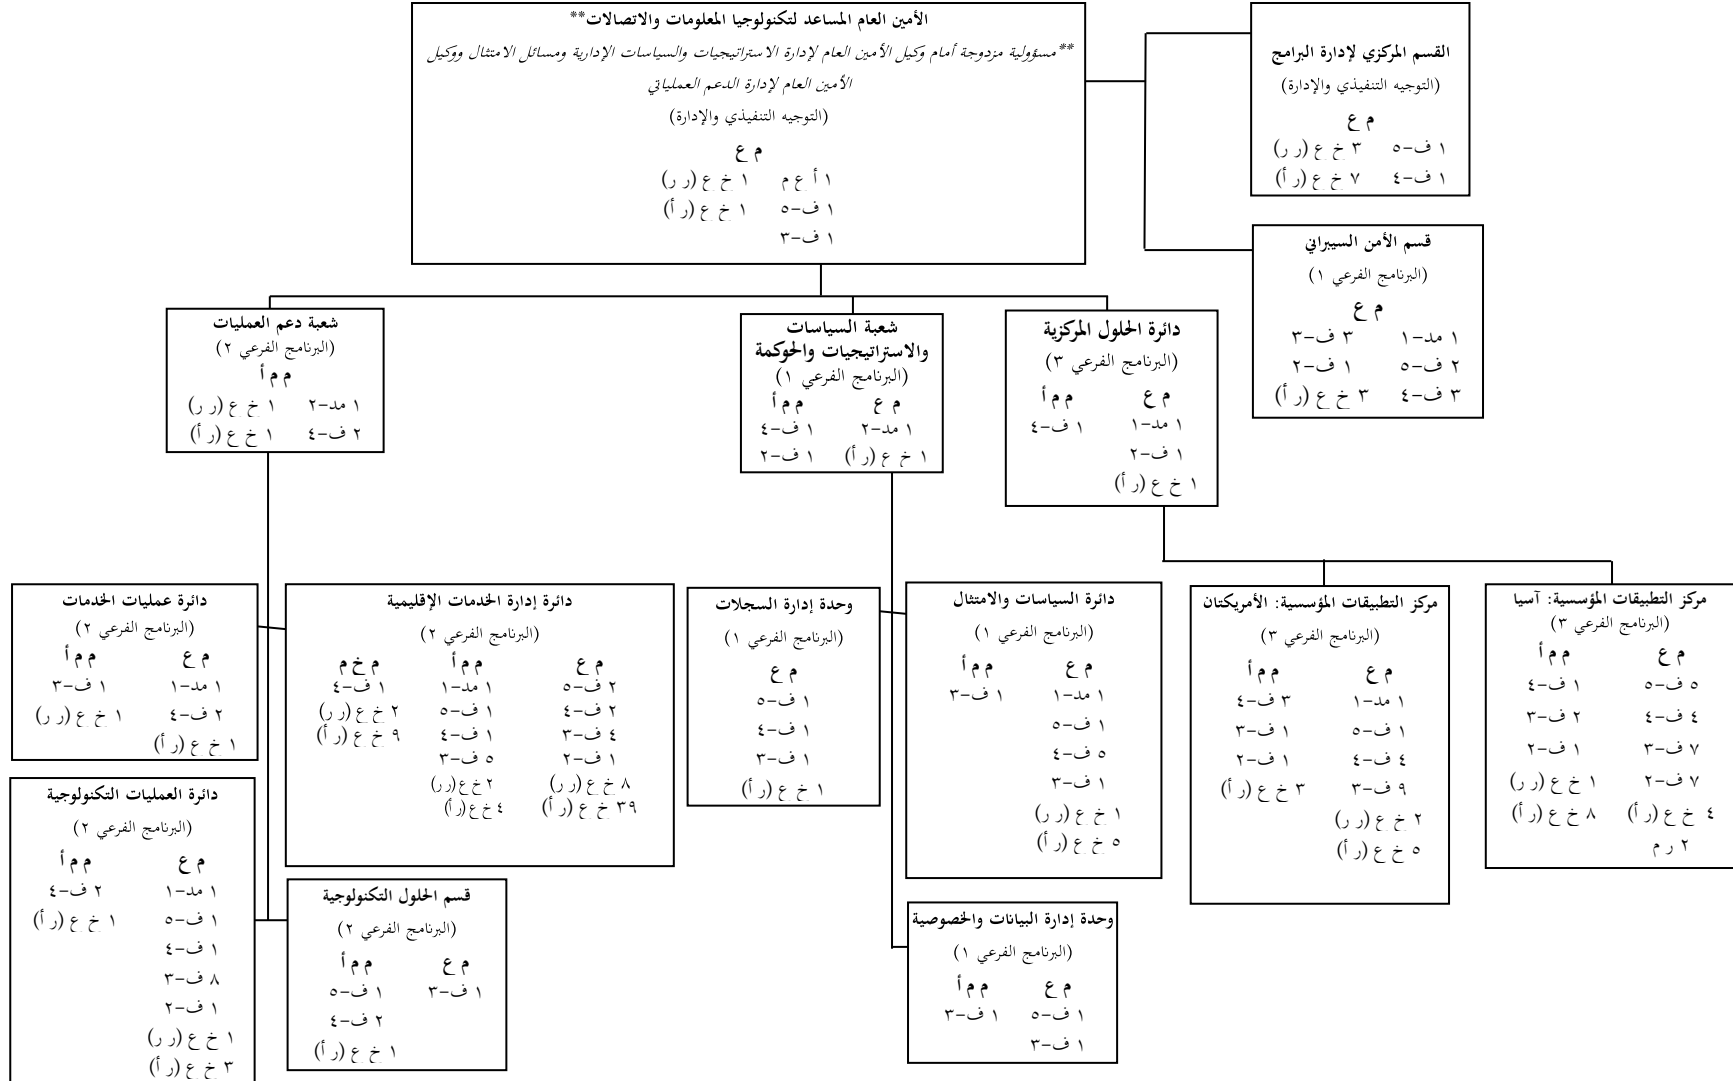 الأمين العام المساعد لتكنولوجيا المعلومات والاتصالات**
**مسؤولية مزدوجة أمام وكيل الأمين العام لإدارة الاستراتيجيات والسياسات الإدارية ومسائل الامتثال ووكيل
الأمين العام لإدارة الدعم العملياتي
(التوجيه التنفيذي والإدارة)
م ع
١ أ ع م ١ خ ع (ر ر)
١ ف-٥ ١ خ ع (ر أ)
١ ف-٣
القسم المركزي لإدارة البرامج
(التوجيه التنفيذي والإدارة)
م ع
١ ف-٥ ٣ خ ع (ر ر)
١ ف-٤ ٧ خ ع (ر أ)
قسم الأمن السيبراني
(البرنامج الفرعي ١)
م ع
١ مد-١ ٣ ف-٣
٢ ف-٥ ١ ف-٢
٣ ف-٤ ٣ خ ع (ر أ)
دائرة الحلول المركزية
(البرنامج الفرعي ٣)
م ع م م أ
١ مد-١ ١ ف-٤
١ ف-٢
١ خ ع (ر أ)
شعبة السياسات
والاستراتيجيات والحوكمة
(البرنامج الفرعي ١)
م ع م م أ
١ مد-٢ ١ ف-٤
١ خ ع (ر أ) ١ ف-٢
شعبة دعم العمليات
(البرنامج الفرعي ٢)
م م أ
١ مد-٢ ١ خ ع (ر ر)
٢ ف-٤ ١ خ ع (ر أ)
مركز التطبيقات المؤسسية: آسيا
(البرنامج الفرعي ٣)
م ع م م أ
٥ ف-٥ ١ ف-٤
٤ ف-٤ ٢ ف-٣
٧ ف-٣ ١ ف-٢
٧ ف-٢ ١ خ ع (ر ر)
٤ خ ع (ر أ) ٨ خ ع (ر أ)
٢ ر م
مركز التطبيقات المؤسسية: الأمريكتان
(البرنامج الفرعي ٣)
م ع م م أ
١ مد-١ ٣ ف-٤
١ ف-٥ ١ ف-٣
٤ ف-٤ ١ ف-٢
٩ ف-٣ ٣ خ ع (ر أ)
٢ خ ع (ر ر)
٥ خ ع (ر أ)
دائرة السياسات والامتثال
(البرنامج الفرعي ١)
م ع م م أ
١ مد-١ ١ ف-٣
١ ف-٥
٥ ف-٤
١ ف-٣
١ خ ع (ر ر)
٥ خ ع (ر أ)
وحدة إدارة السجلات
(البرنامج الفرعي ١)
م ع
١ ف-٥
١ ف-٤
١ ف-٣
١ خ ع (ر أ)
دائرة إدارة الخدمات الإقليمية
(البرنامج الفرعي ٢)
م ع م م أ م خ م
٢ ف-٥ ١ مد-١ ١ ف-٤
٢ ف-٤ ١ ف-٥ ٢ خ ع (ر ر)
٤ ف-٣ ١ ف-٤ ٩ خ ع (ر أ)
١ ف-٢ ٥ ف-٣
٨ خ ع (ر ر) ٢ خ ع (ر ر)
٣٩ خ ع (ر أ) ٤ خ ع (ر أ)
دائرة عمليات الخدمات
(البرنامج الفرعي ٢)
م ع م م أ
١ مد-١ ١ ف-٣
٢ ف-٤ ١ خ ع (ر ر)
١ خ ع (ر أ)
دائرة العمليات التكنولوجية
(البرنامج الفرعي ٢)
م ع م م أ
١ مد-١ ٢ ف-٤
١ ف-٥ ١ خ ع (ر أ)
١ ف-٤
٨ ف-٣
١ ف-٢
١ خ ع (ر ر)
٣ خ ع (ر أ)
قسم الحلول التكنولوجية
(البرنامج الفرعي ٢)
م ع م م أ
١ ف-٣ ١ ف-٥
٢ ف-٤
١ خ ع (ر أ)
وحدة إدارة البيانات والخصوصية
(البرنامج الفرعي ١)
م ع م م أ
١ ف-٥ ١ ف-٣
١ ف-٣